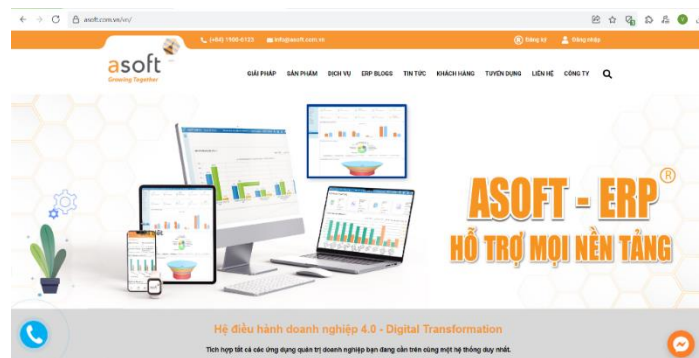 asoft.com.vn/vn/
(+84) 1900-6123 info@asoft.com.vn Đăng ký Đăng nhập
asoft
Growing Together
GIẢI PHÁP SẢN PHẨM DỊCH VỤ ERP BLOGS TIN TỨC KHÁCH HÀNG TUYỂN DỤNG LIÊN HỆ CÔNG TY
ASOFT - ERP®
HỖ TRỢ MỌI NỀN TẢNG
Hệ điều hành doanh nghiệp 4.0 - Digital Transformation
Tích hợp tất cả các ứng dụng quản trị doanh nghiệp bạn đang cần trên cùng một hệ thống duy nhất.